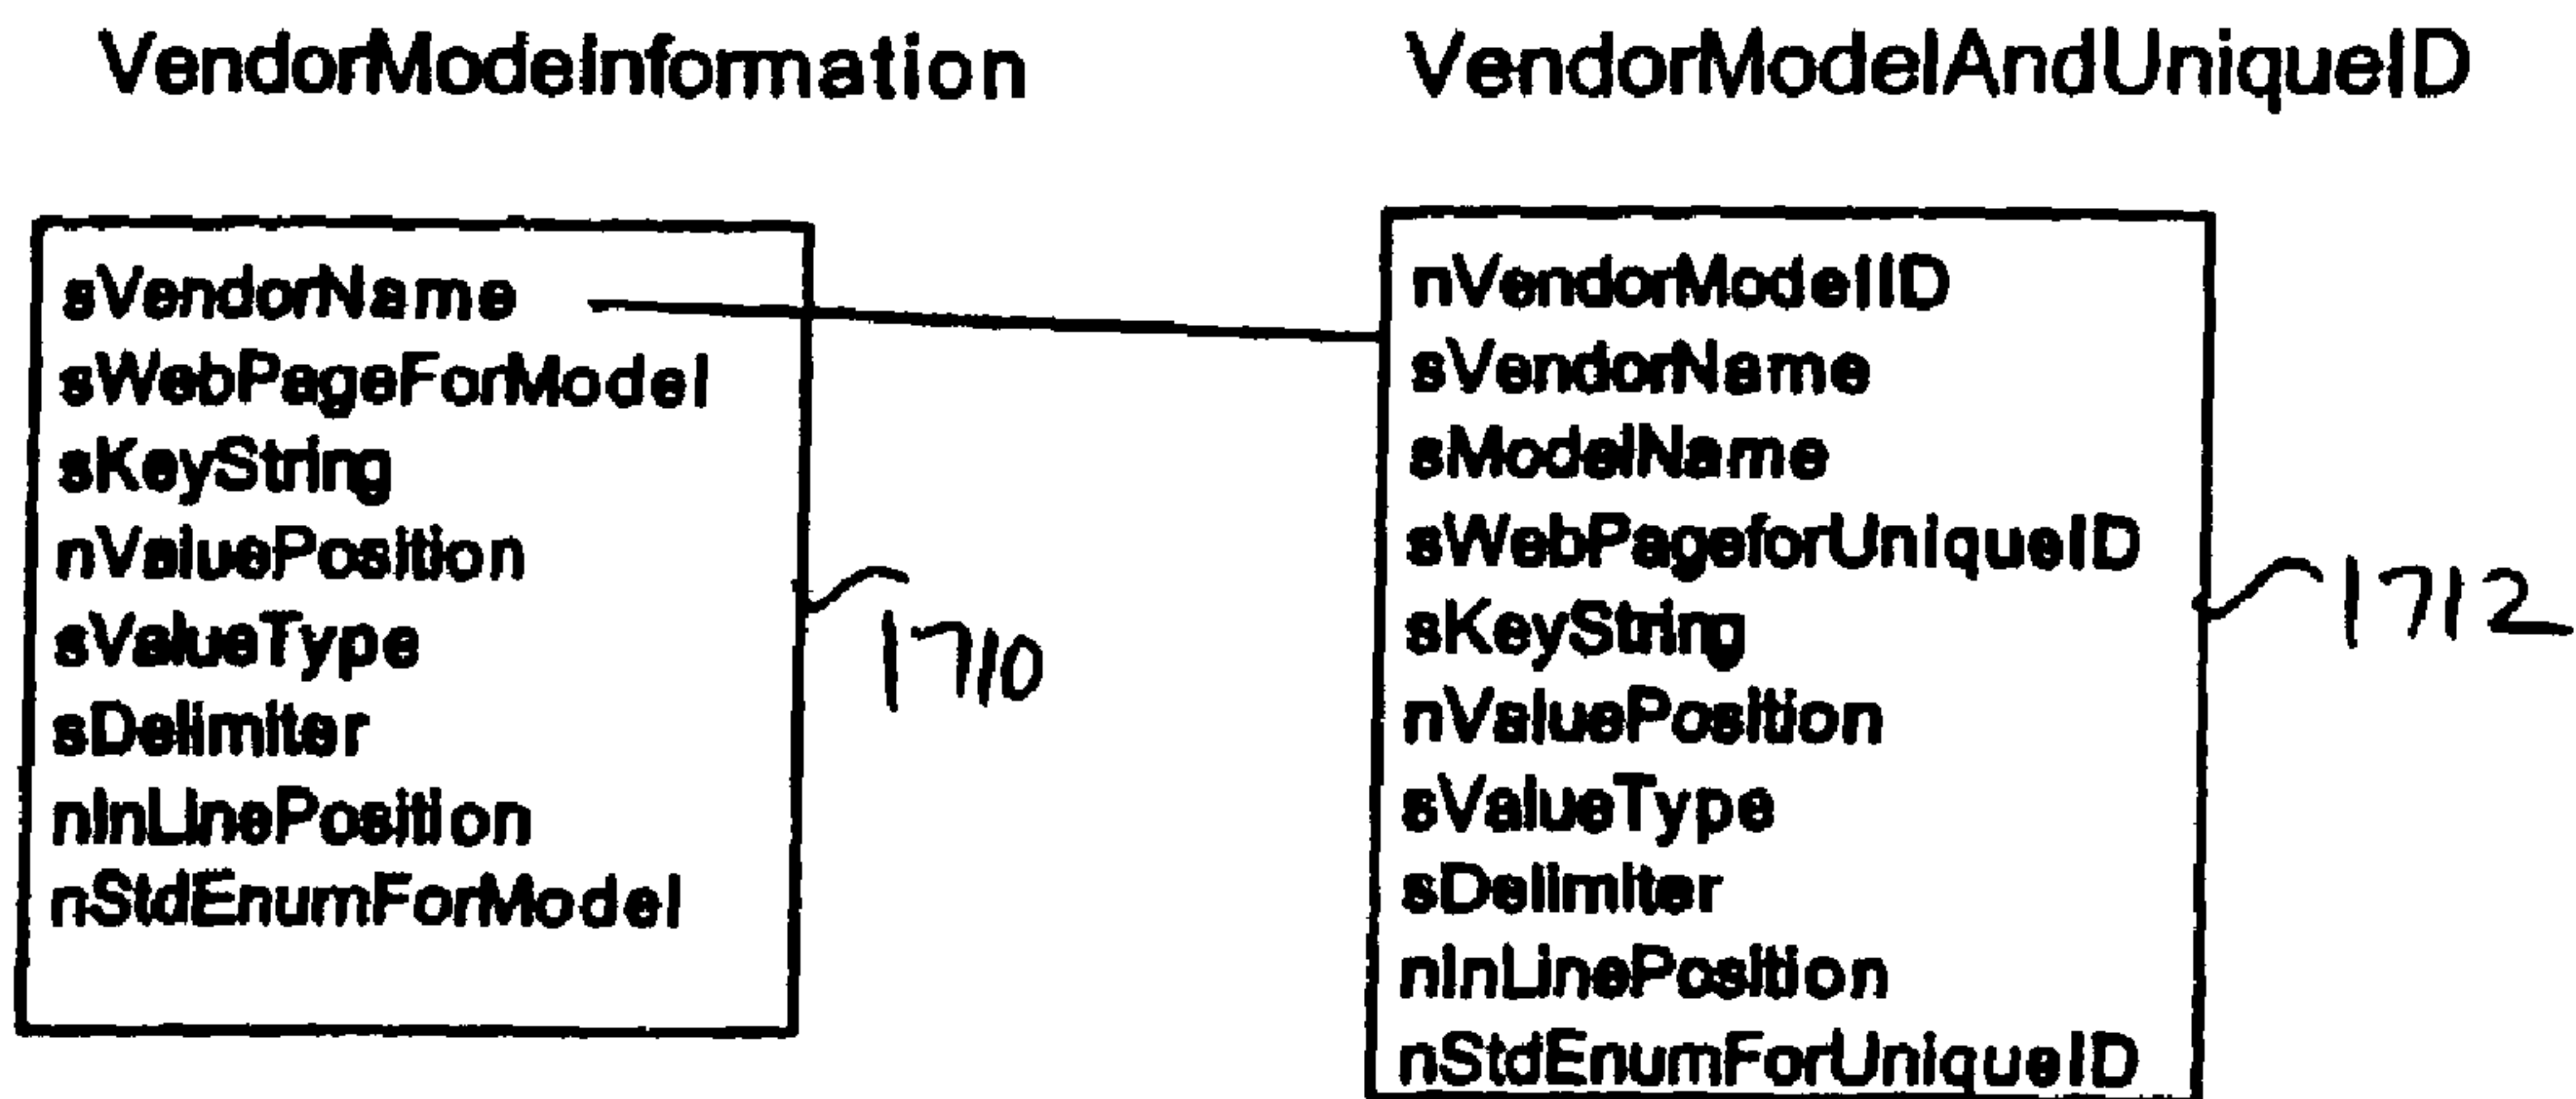 VendorModelnformation
VendorModelAndUniqueID
sVendorName
sWebPageForModel
sKeyString
nValuePosition
sValueType
sDelimiter
nInLinePosition
nStdEnumForModel
1710
nVendorModelID
sVendorName
sModelName
sWebPageforUniqueID
sKeyString
nValuePosition
sValueType
sDelimiter
nInLinePosition
nStdEnumForUniqueID
1712